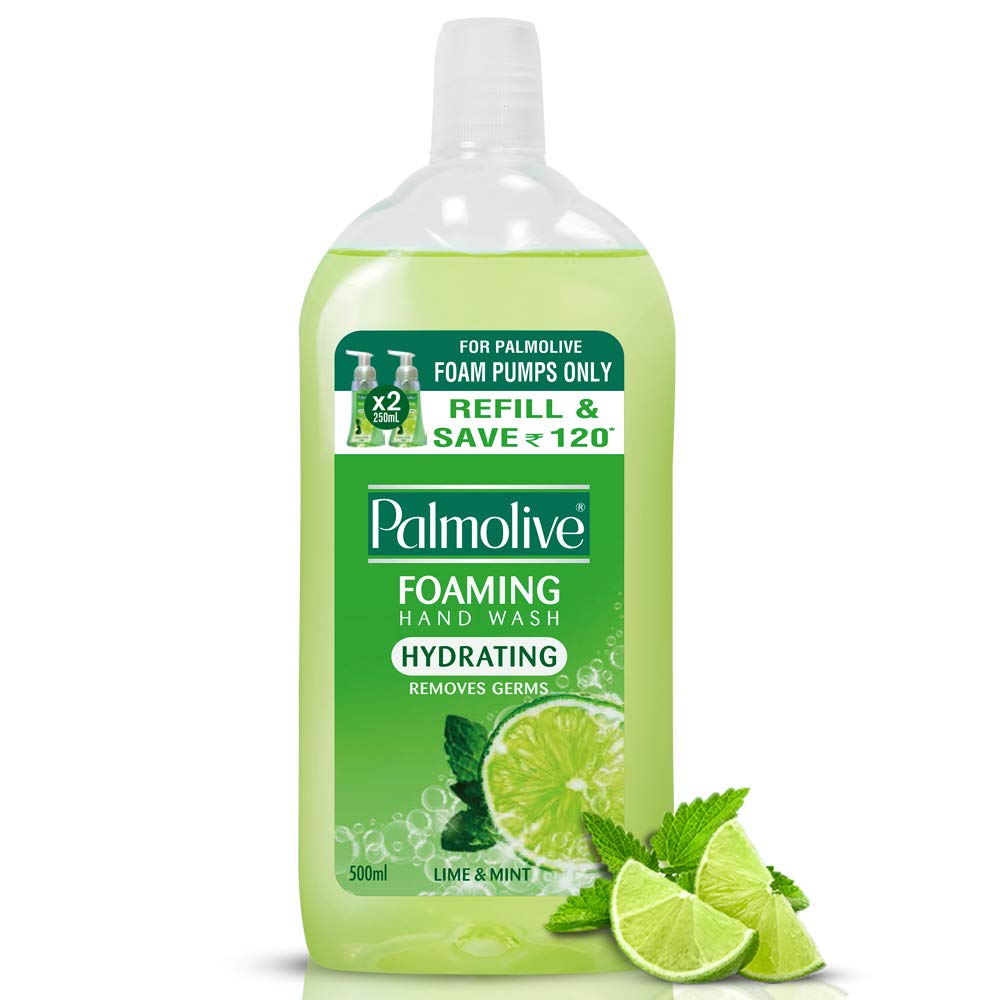 FOR PALMOLIVE
FOAM PUMPS ONLY
x2
250mL
REFILL &
SAVE ₹ 120*
Palmolive®
FOAMING
HAND WASH
HYDRATING
REMOVES GERMS
500ml
LIME & MINT